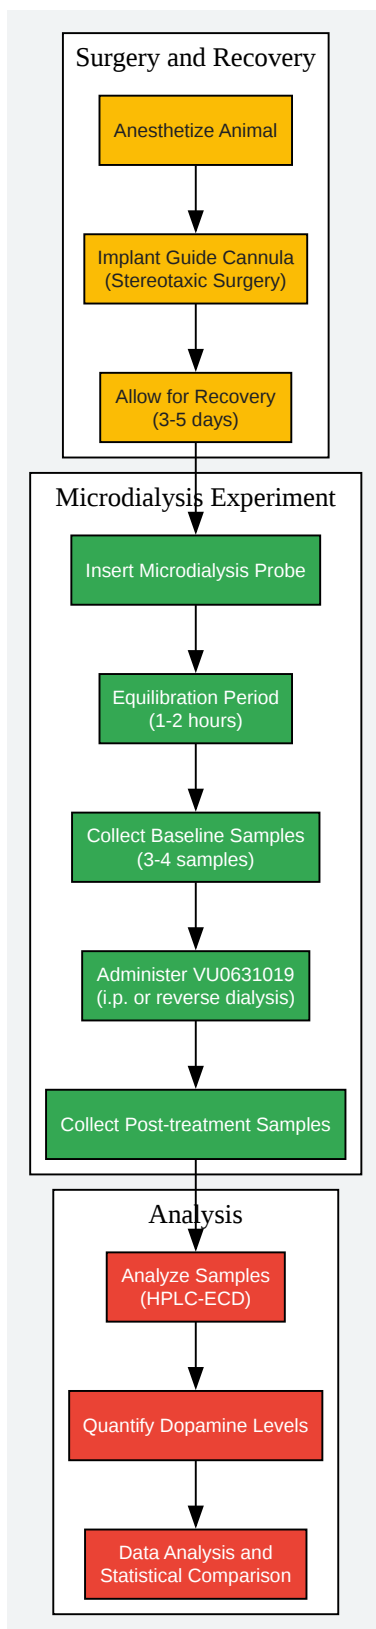 Surgery and Recovery
Anesthetize Animal
Implant Guide Cannula
(Stereotaxic Surgery)
Allow for Recovery
(3-5 days)
Microdialysis Experiment
Insert Microdialysis Probe
Equilibration Period
(1-2 hours)
Collect Baseline Samples
(3-4 samples)
Administer VU0631019
(i.p. or reverse dialysis)
Collect Post-treatment Samples
Analysis
Analyze Samples
(HPLC-ECD)
Quantify Dopamine Levels
Data Analysis and
Statistical Comparison